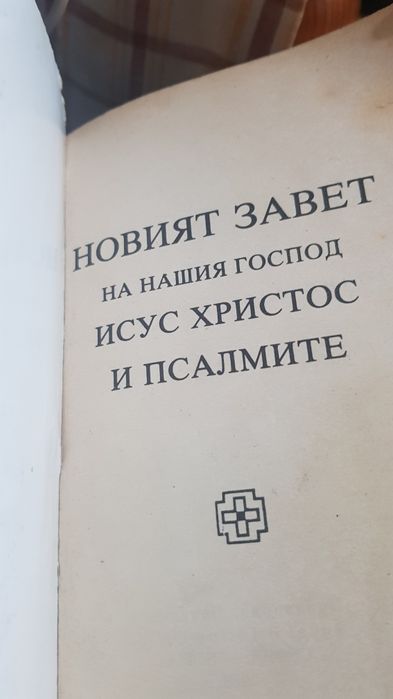 НОВИЯТ ЗАВЕТ
НА НАШИЯ ГОСПОД
ИСУС ХРИСТОС
И ПСАЛМИТЕ